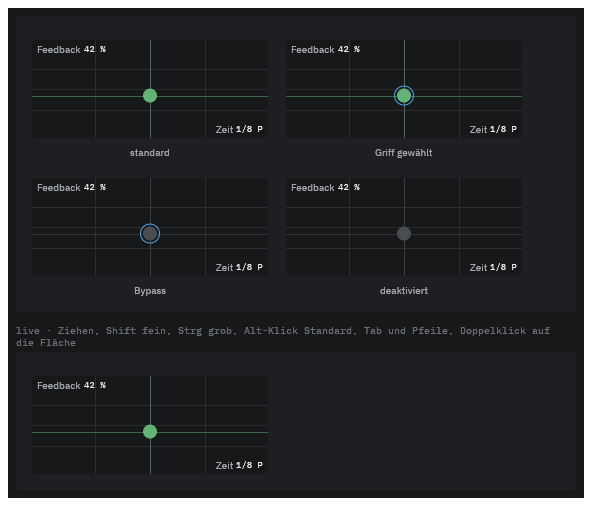 Feedback 42 %
Zeit 1/8 P
standard
Feedback 42 %
Zeit 1/8 P
Griff gewählt
Feedback 42 %
Zeit 1/8 P
Bypass
Feedback 42 %
Zeit 1/8 P
deaktiviert
live · Ziehen, Shift fein, Strg grob, Alt-Klick Standard, Tab und Pfeile, Doppelklick auf
die Fläche
Feedback 42 %
Zeit 1/8 P